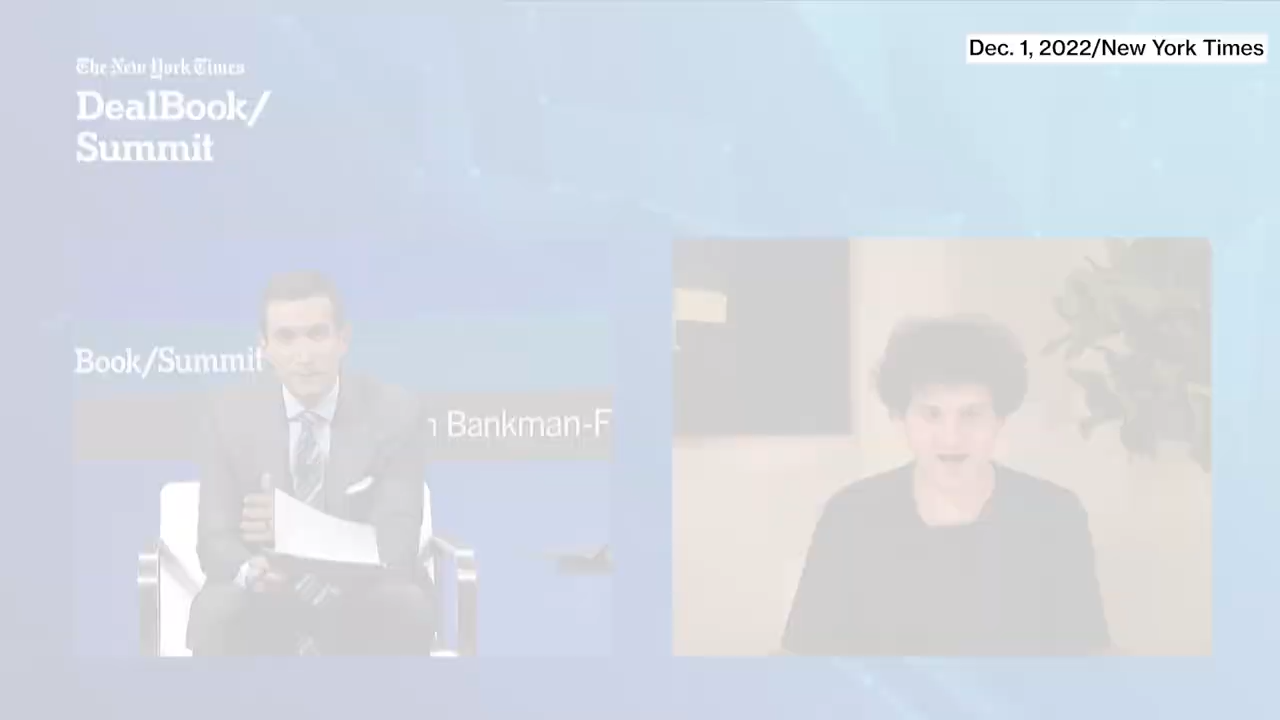 The New York Times
DealBook/
Summit
Dec. 1, 2022/New York Times
Book/Summit
n Bankman-F